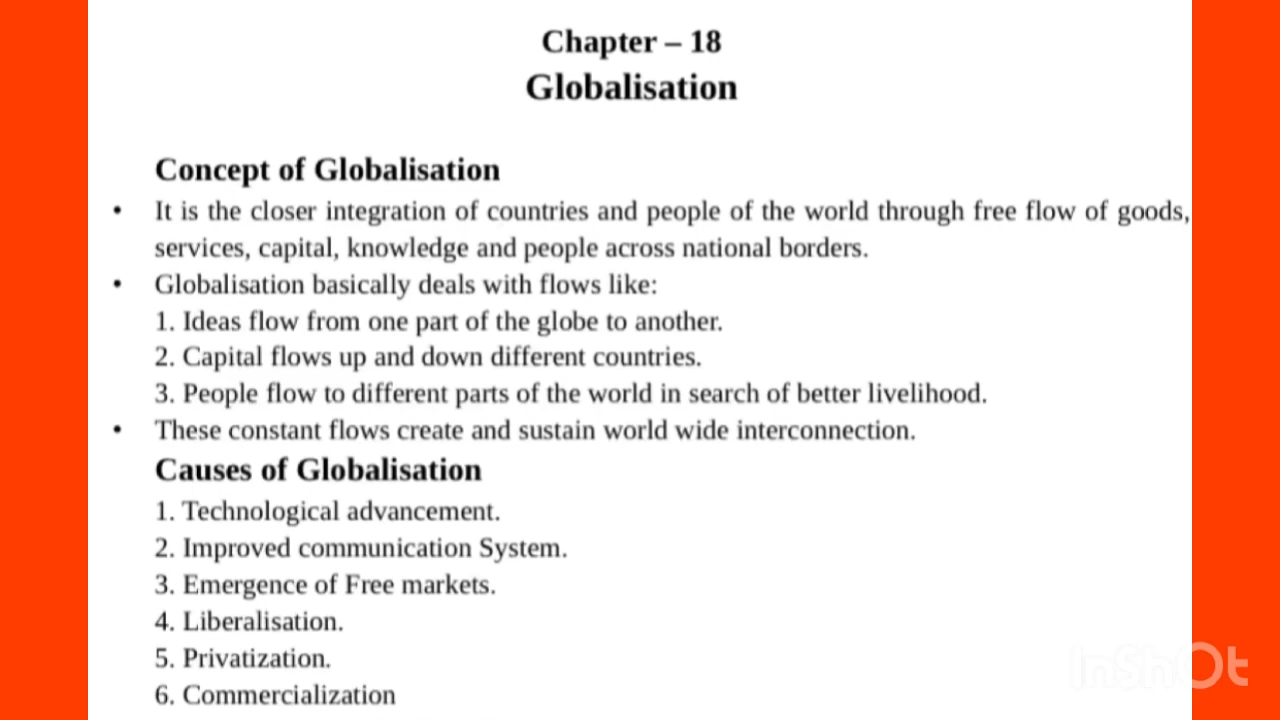 Chapter – 18
Globalisation
Concept of Globalisation
• It is the closer integration of countries and people of the world through free flow of goods,
services, capital, knowledge and people across national borders.
• Globalisation basically deals with flows like:
1. Ideas flow from one part of the globe to another.
2. Capital flows up and down different countries.
3. People flow to different parts of the world in search of better livelihood.
• These constant flows create and sustain world wide interconnection.
Causes of Globalisation
1. Technological advancement.
2. Improved communication System.
3. Emergence of Free markets.
4. Liberalisation.
5. Privatization.
6. Commercialization
InShOt